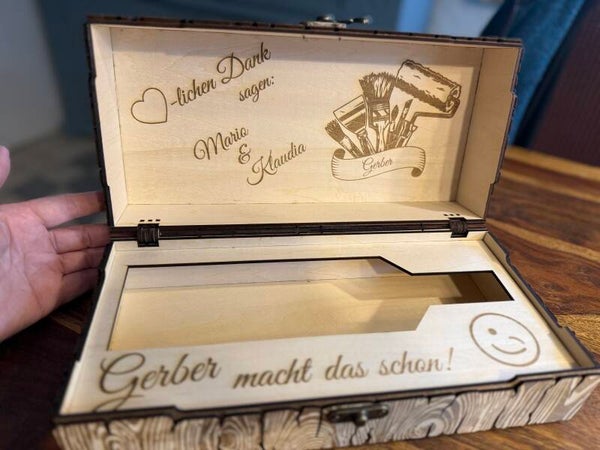 -lichen Dank
sagen:
Mario
&
Klaudia
Gerber
Gerber macht das schon!